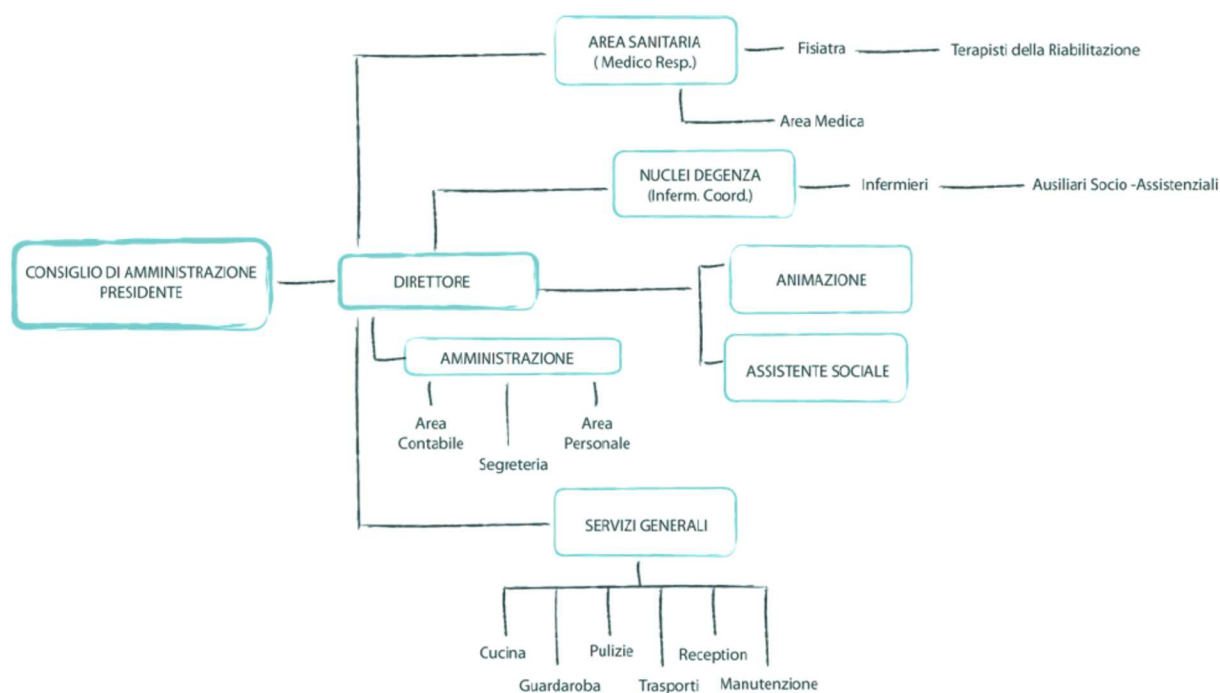 AREA SANITARIA
( Medico Resp.)
Fisiatra
Terapisti della Riabilitazione
Area Medica
NUCLEI DEGENZA
(Inferm. Coord.)
Infermieri
Ausiliari Socio -Assistenziali
CONSIGLIO DI AMMINISTRAZIONE
PRESIDENTE
DIRETTORE
ANIMAZIONE
ASSISTENTE SOCIALE
AMMINISTRAZIONE
Area
Contabile
Segreteria
Area
Personale
SERVIZI GENERALI
Cucina
Guardaroba
Pulizie
Trasporti
Reception
Manutenzione